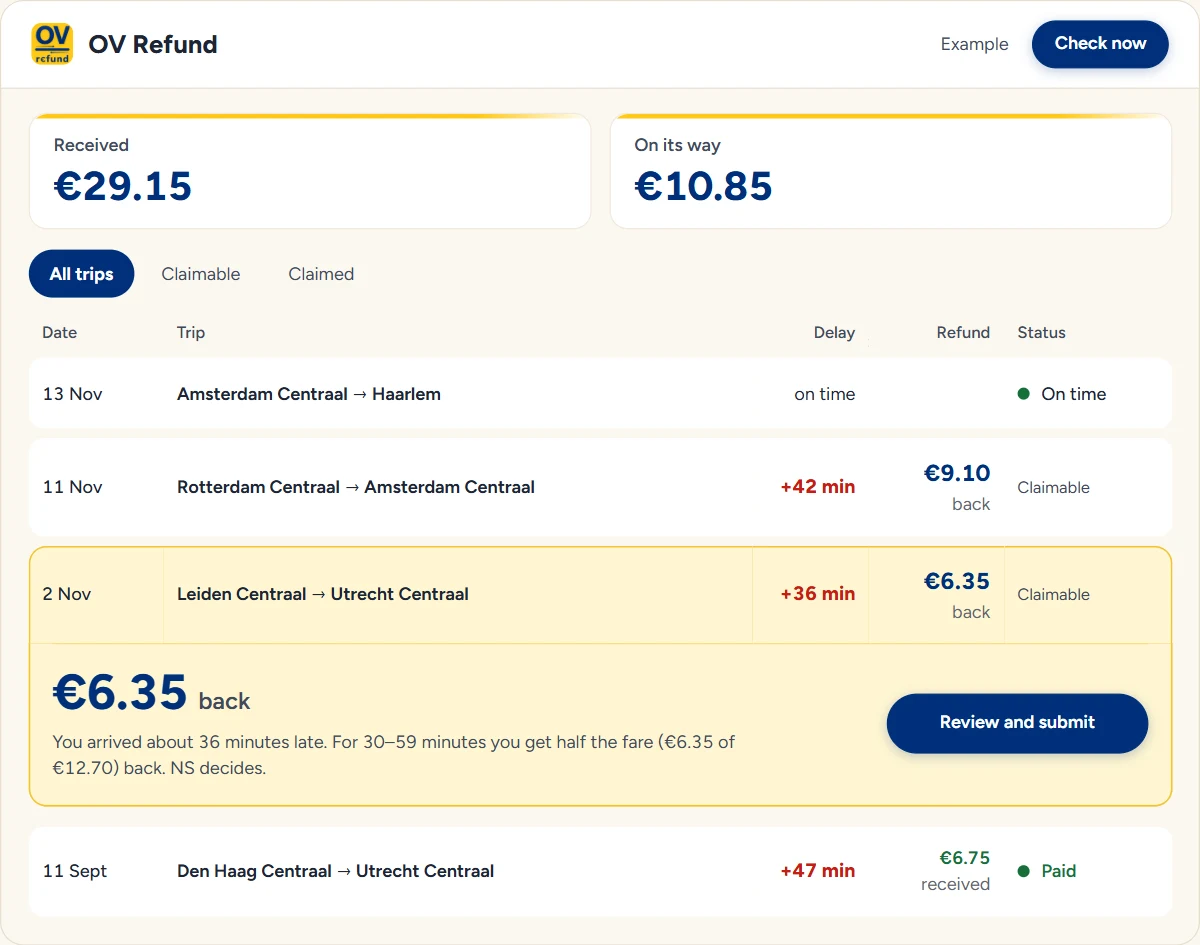 OV
refund
OV Refund
Example
Check now
Received
€29.15
On its way
€10.85
All trips
Claimable
Claimed
Date
Trip
Delay
Refund
Status
13 Nov
Amsterdam Centraal → Haarlem
on time
On time
11 Nov
Rotterdam Centraal → Amsterdam Centraal
+42 min
€9.10
back
Claimable
2 Nov
Leiden Centraal → Utrecht Centraal
+36 min
€6.35
back
Claimable
€6.35 back
You arrived about 36 minutes late. For 30–59 minutes you get half the fare (€6.35 of
€12.70) back. NS decides.
Review and submit
11 Sept
Den Haag Centraal → Utrecht Centraal
+47 min
€6.75
received
Paid